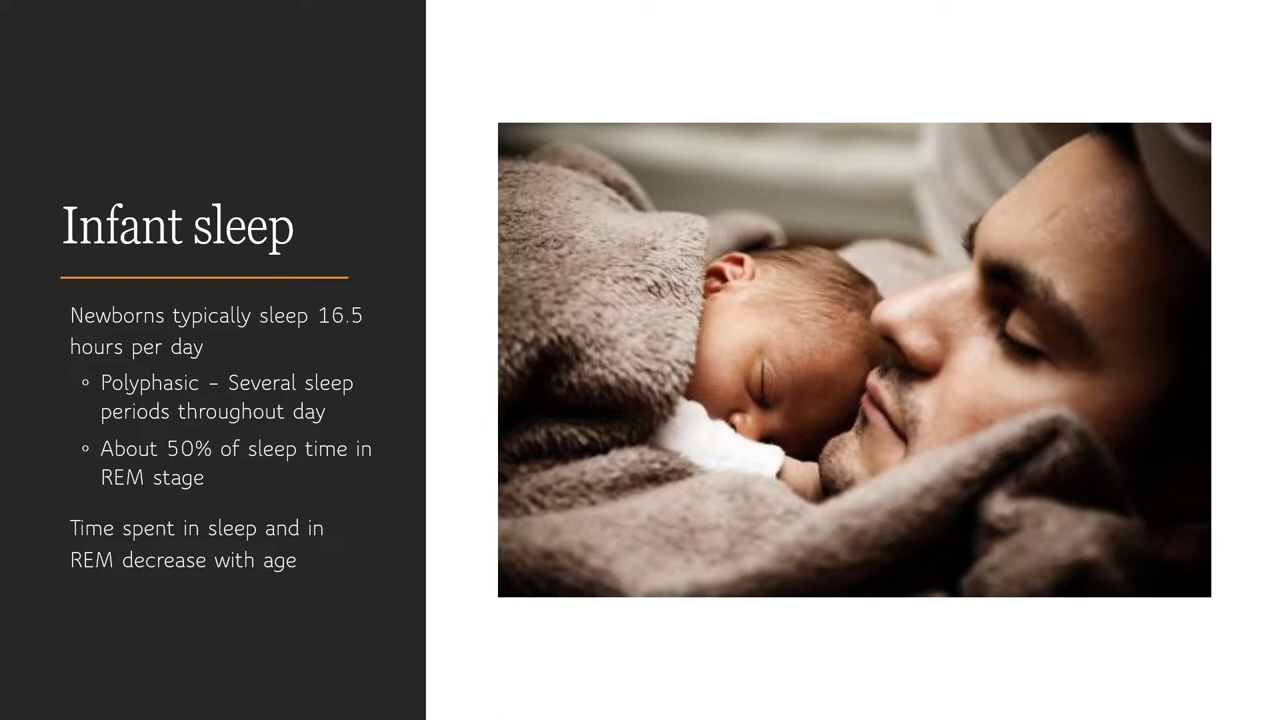 Infant sleep
Newborns typically sleep 16.5
hours per day
◦ Polyphasic – Several sleep
periods throughout day
◦ About 50% of sleep time in
REM stage
Time spent in sleep and in
REM decrease with age